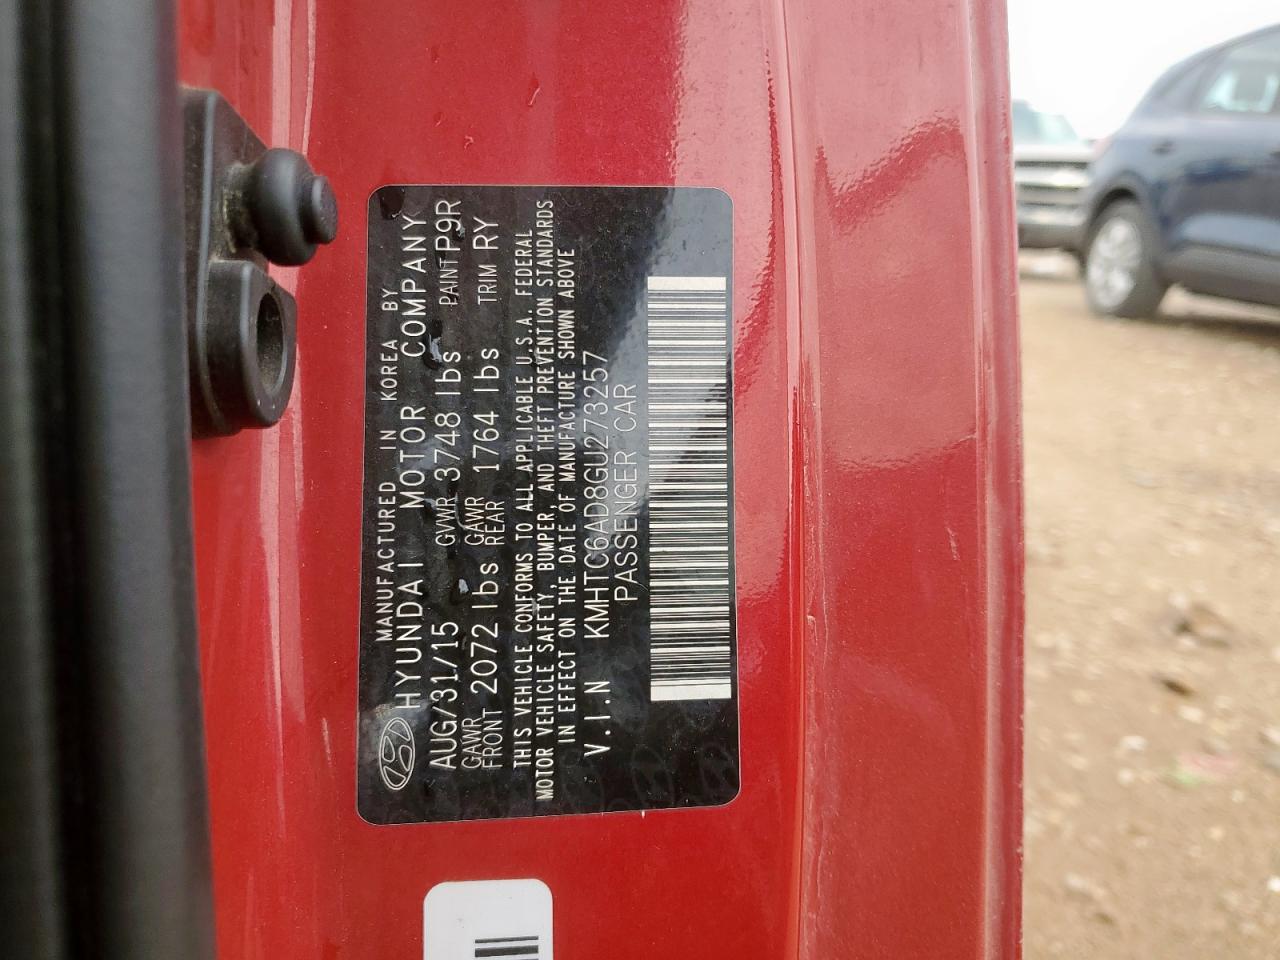 MANUFACTURED IN KOREA BY
HYUNDAI MOTOR COMPANY
AUG/31/15 GVWR 3748 lbs PAINT P9R
GAWR FRONT 2072 lbs GAWR REAR 1764 lbs TRIM RY
THIS VEHICLE CONFORMS TO ALL APPLICABLE U.S.A. FEDERAL
MOTOR VEHICLE SAFETY, BUMPER, AND THEFT PREVENTION STANDARDS
IN EFFECT ON THE DATE OF MANUFACTURE SHOWN ABOVE
V.I.N KMHTC6AD8GU273257
PASSENGER CAR